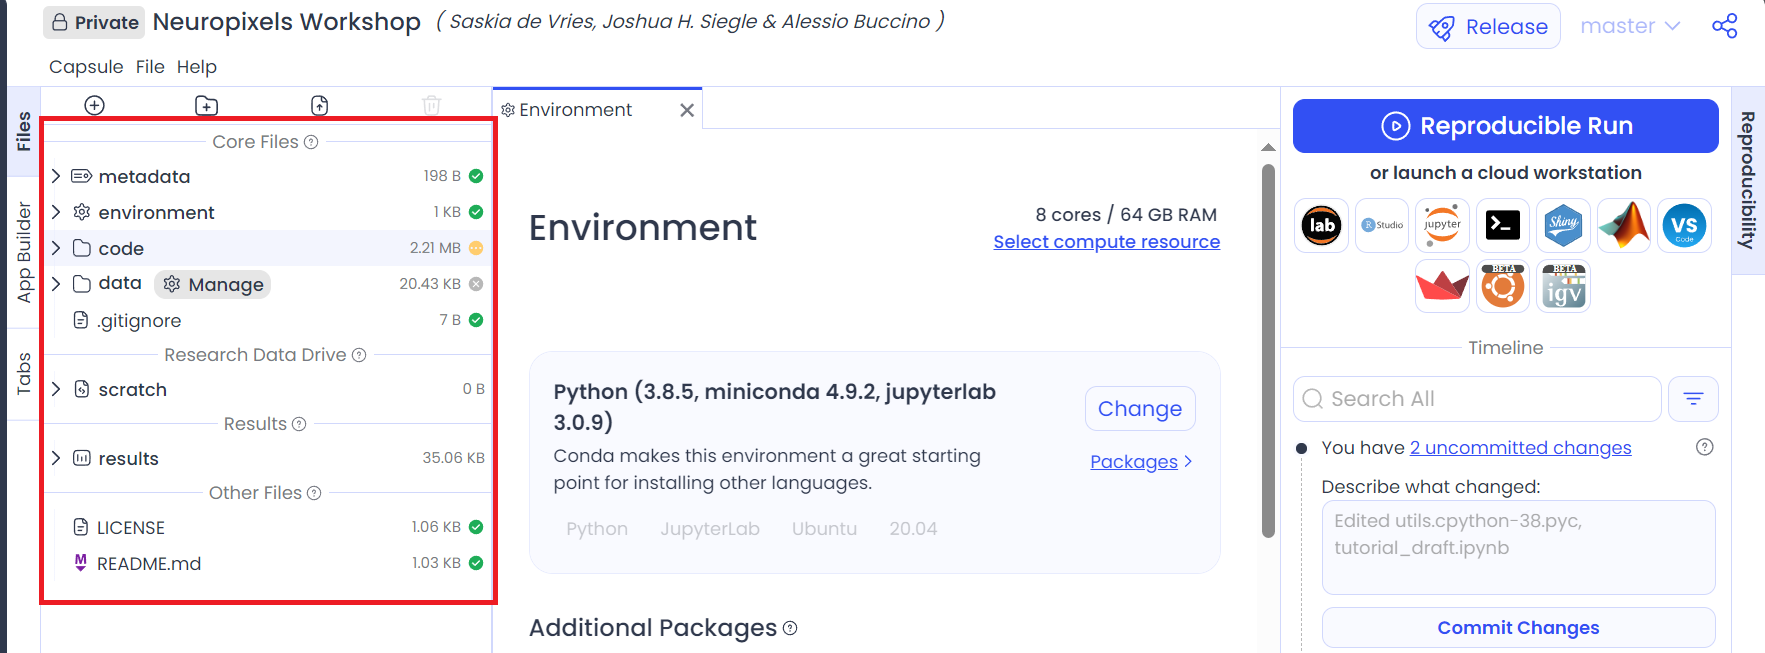 Private Neuropixels Workshop ( Saskia de Vries, Joshua H. Siegle & Alessio Buccino )
Release master
Capsule File Help
Files
App Builder
Tabs
Core Files
metadata 198 B
environment 1 KB
code 2.21 MB
data Manage 20.43 KB
.gitignore 7 B
Research Data Drive
scratch 0 B
Results
results 35.06 KB
Other Files
LICENSE 1.06 KB
README.md 1.03 KB
Environment
Environment
8 cores / 64 GB RAM
Select compute resource
Python (3.8.5, miniconda 4.9.2, jupyterlab
3.0.9)
Change
Conda makes this environment a great starting
point for installing other languages.
Packages >
Python JupyterLab Ubuntu 20.04
Additional Packages
Reproducible Run
or launch a cloud workstation
lab R Studio jupyter Shiny VS Code
BETA BETA igv
Timeline
Search All
You have 2 uncommitted changes
Describe what changed:
Edited utils.cpython-38.pyc,
tutorial_draft.ipynb
Commit Changes
Reproducibility